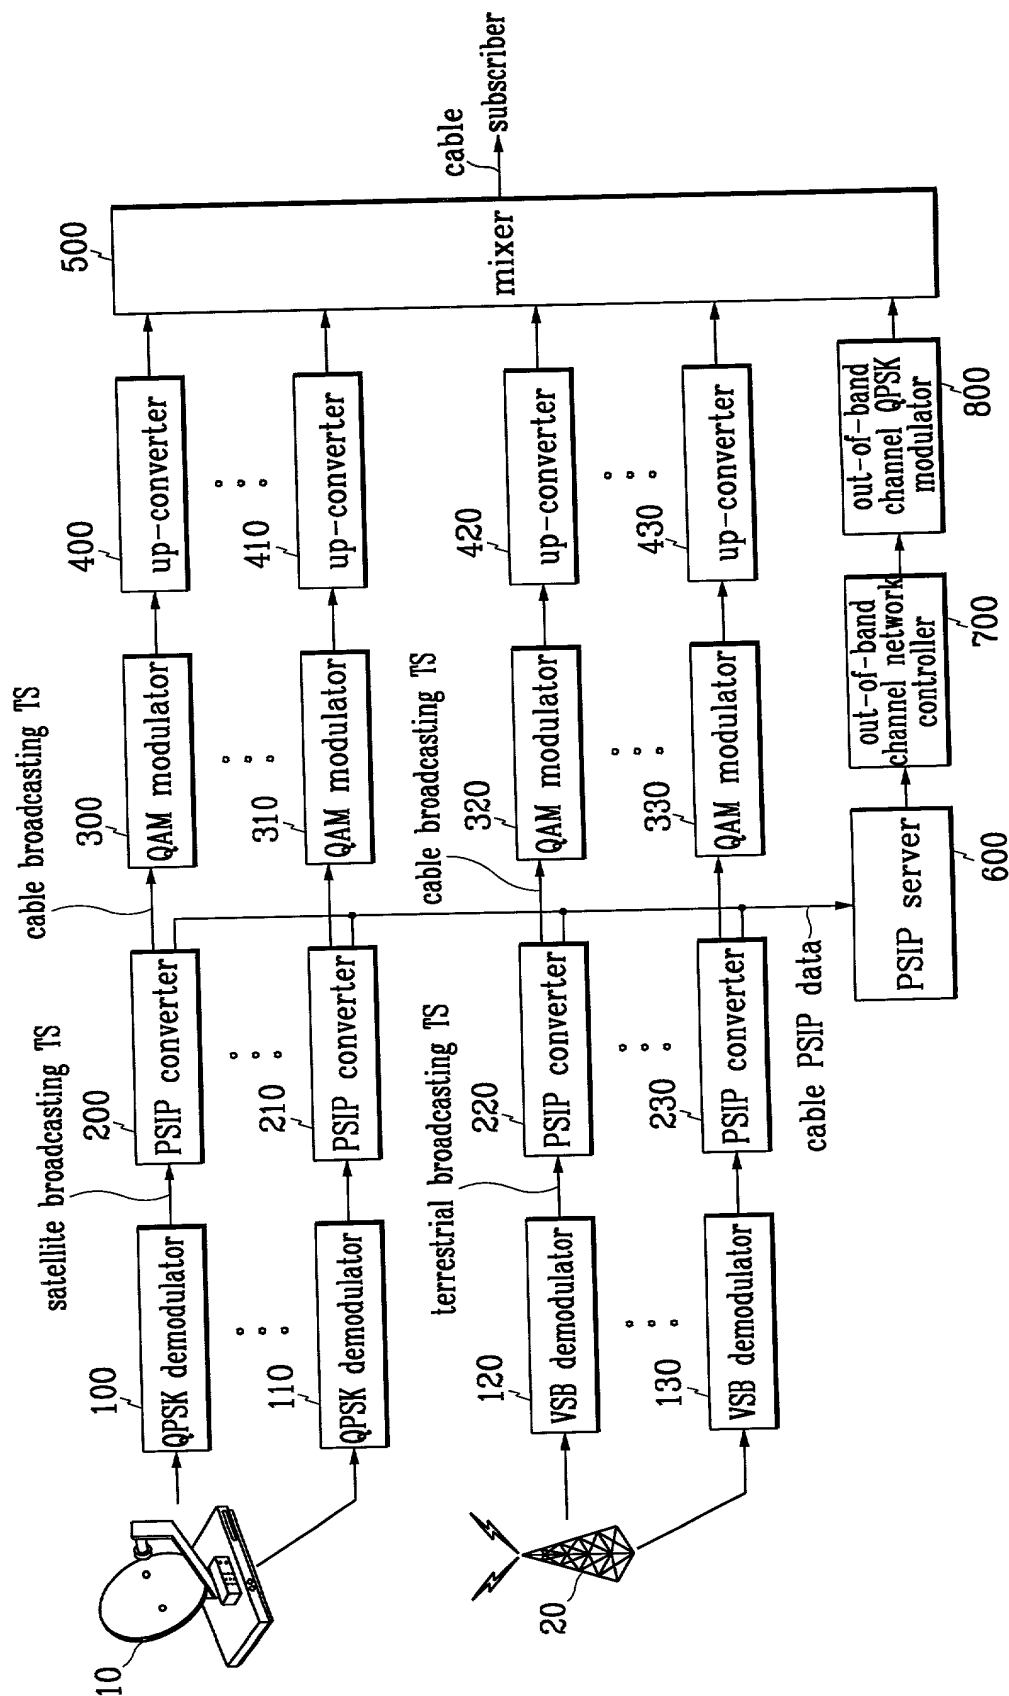 10
100
QPSK demodulator
satellite broadcasting TS
200
PSIP converter
cable broadcasting TS
300
QAM modulator
400
up-converter
500
mixer
cable
subscriber
110
QPSK demodulator
210
PSIP converter
310
QAM modulator
410
up-converter
20
120
VSB demodulator
terrestrial broadcasting TS
220
PSIP converter
cable broadcasting TS
320
QAM modulator
420
up-converter
130
VSB demodulator
230
PSIP converter
330
QAM modulator
430
up-converter
cable PSIP data
PSIP server
600
out-of-band
channel network
controller
700
out-of-band
channel QPSK
modulator
800